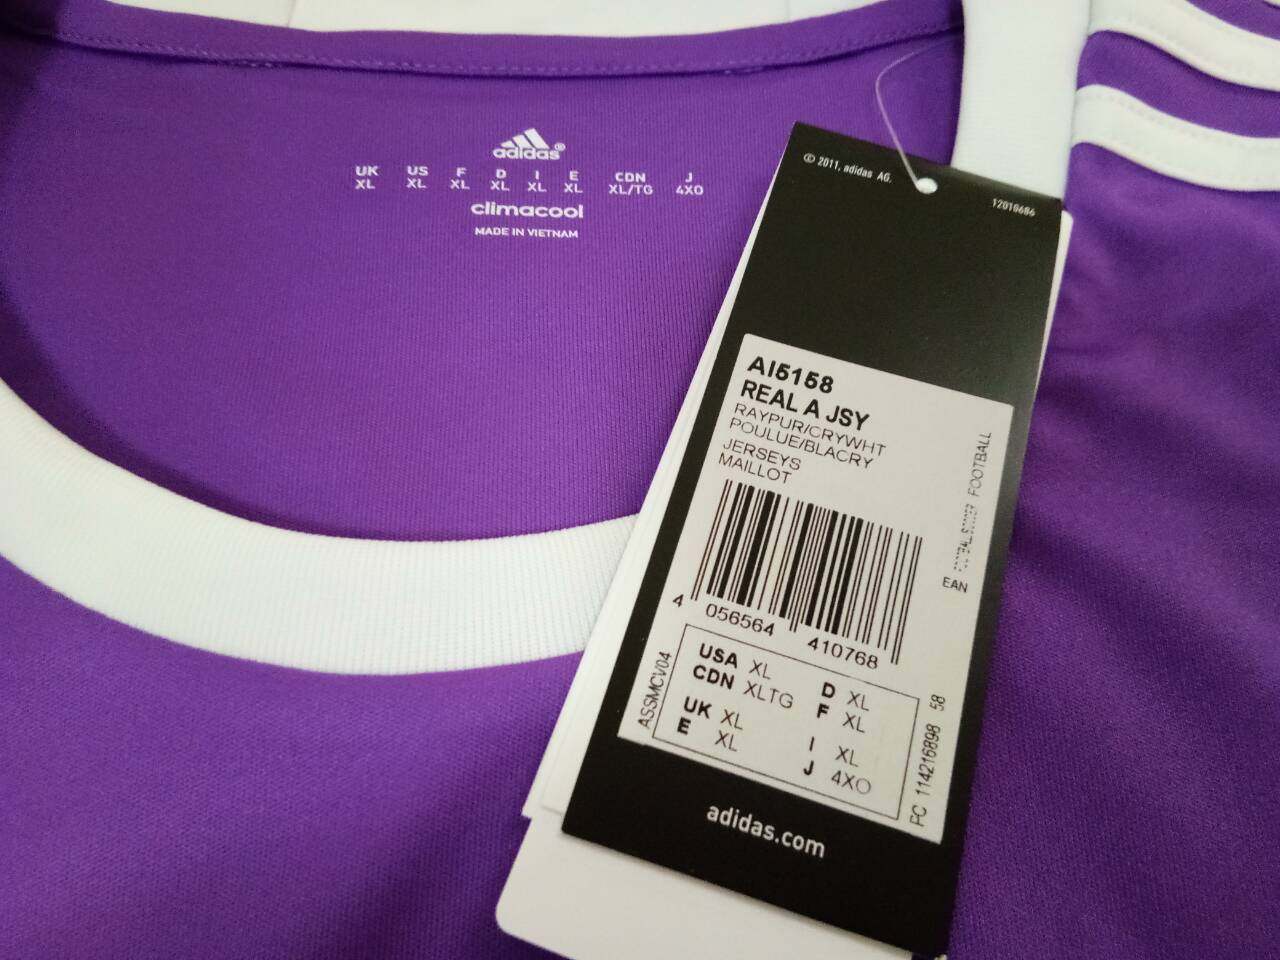 adidas®
UK US F D I E CDN J
XL XL XL XL XL XL XL/TG 4XO
climacool
MADE IN VIETNAM
© 2011, adidas AG.
12010686
AI5158
REAL A JSY
RAYPUR/CRYWHT
POULUE/BLACRY
JERSEYS
MAILLOT
FOOTBALL
EAN
4 056564 410768
ASSMCV04
USA XL
CDN XLTG
UK XL
E XL
D XL
F XL
I XL
J 4XO
FC 114216898 58
adidas.com